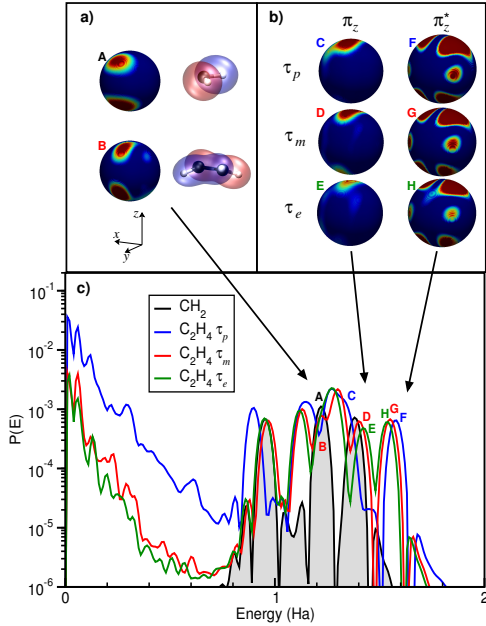 a)
A
B
z
x
y
b)
π_z
π_z^*
τ_p
τ_m
τ_e
C
F
D
G
E
H
c)
CH_2
C_2H_4 τ_p
C_2H_4 τ_m
C_2H_4 τ_e
A
B
C
D
E
H
G
F
P(E)
10^-1
10^-2
10^-3
10^-4
10^-5
10^-6
0
1
2
Energy (Ha)